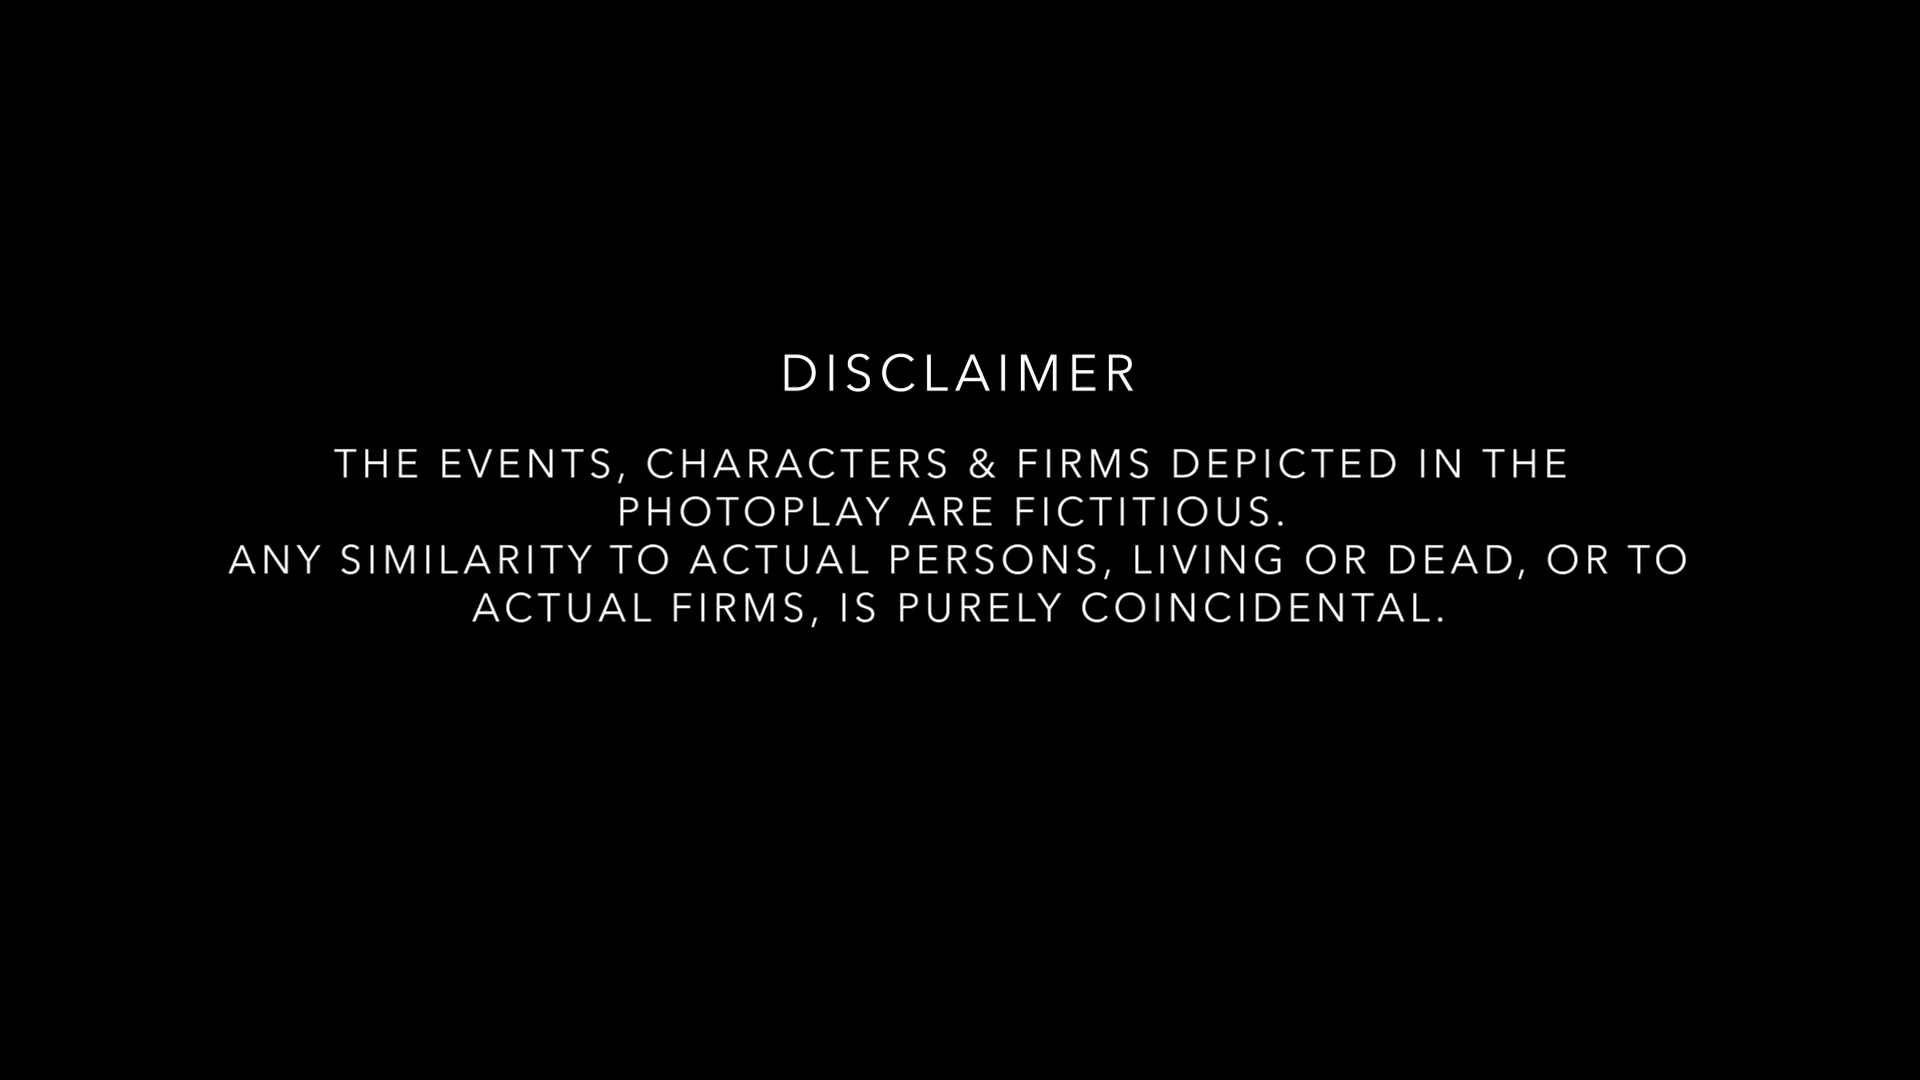 DISCLAIMER
THE EVENTS, CHARACTERS & FIRMS DEPICTED IN THE
PHOTOPLAY ARE FICTITIOUS.
ANY SIMILARITY TO ACTUAL PERSONS, LIVING OR DEAD, OR TO
ACTUAL FIRMS, IS PURELY COINCIDENTAL.